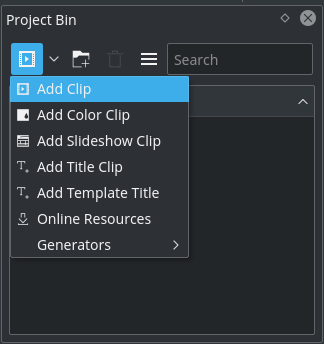 Project Bin
Search
Add Clip
Add Color Clip
Add Slideshow Clip
Add Title Clip
Add Template Title
Online Resources
Generators